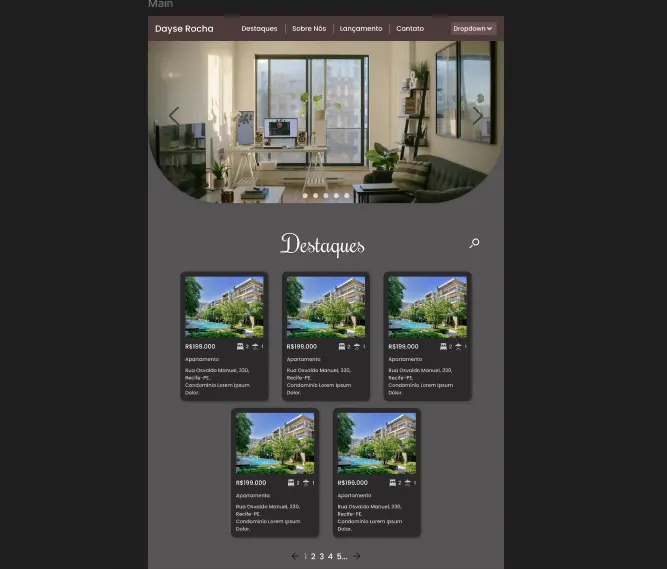 Main
Dayse Rocha Destaques Sobre Nós Lançamento Contato Dropdown
Destaques
R$199.000 2 1
Apartamento
Rua Osvaldo Manuel, 330,
Recife-PE.
Condomínio Lorem Ipsum
Dolor.
R$199.000 2 1
Apartamento
Rua Osvaldo Manuel, 330,
Recife-PE.
Condomínio Lorem Ipsum
Dolor.
R$199.000 2 1
Apartamento
Rua Osvaldo Manuel, 330,
Recife-PE.
Condomínio Lorem Ipsum
Dolor.
R$199.000 2 1
Apartamento
Rua Osvaldo Manuel, 330,
Recife-PE.
Condomínio Lorem Ipsum
Dolor.
R$199.000 2 1
Apartamento
Rua Osvaldo Manuel, 330,
Recife-PE.
Condomínio Lorem Ipsum
Dolor.
1 2 3 4 5...